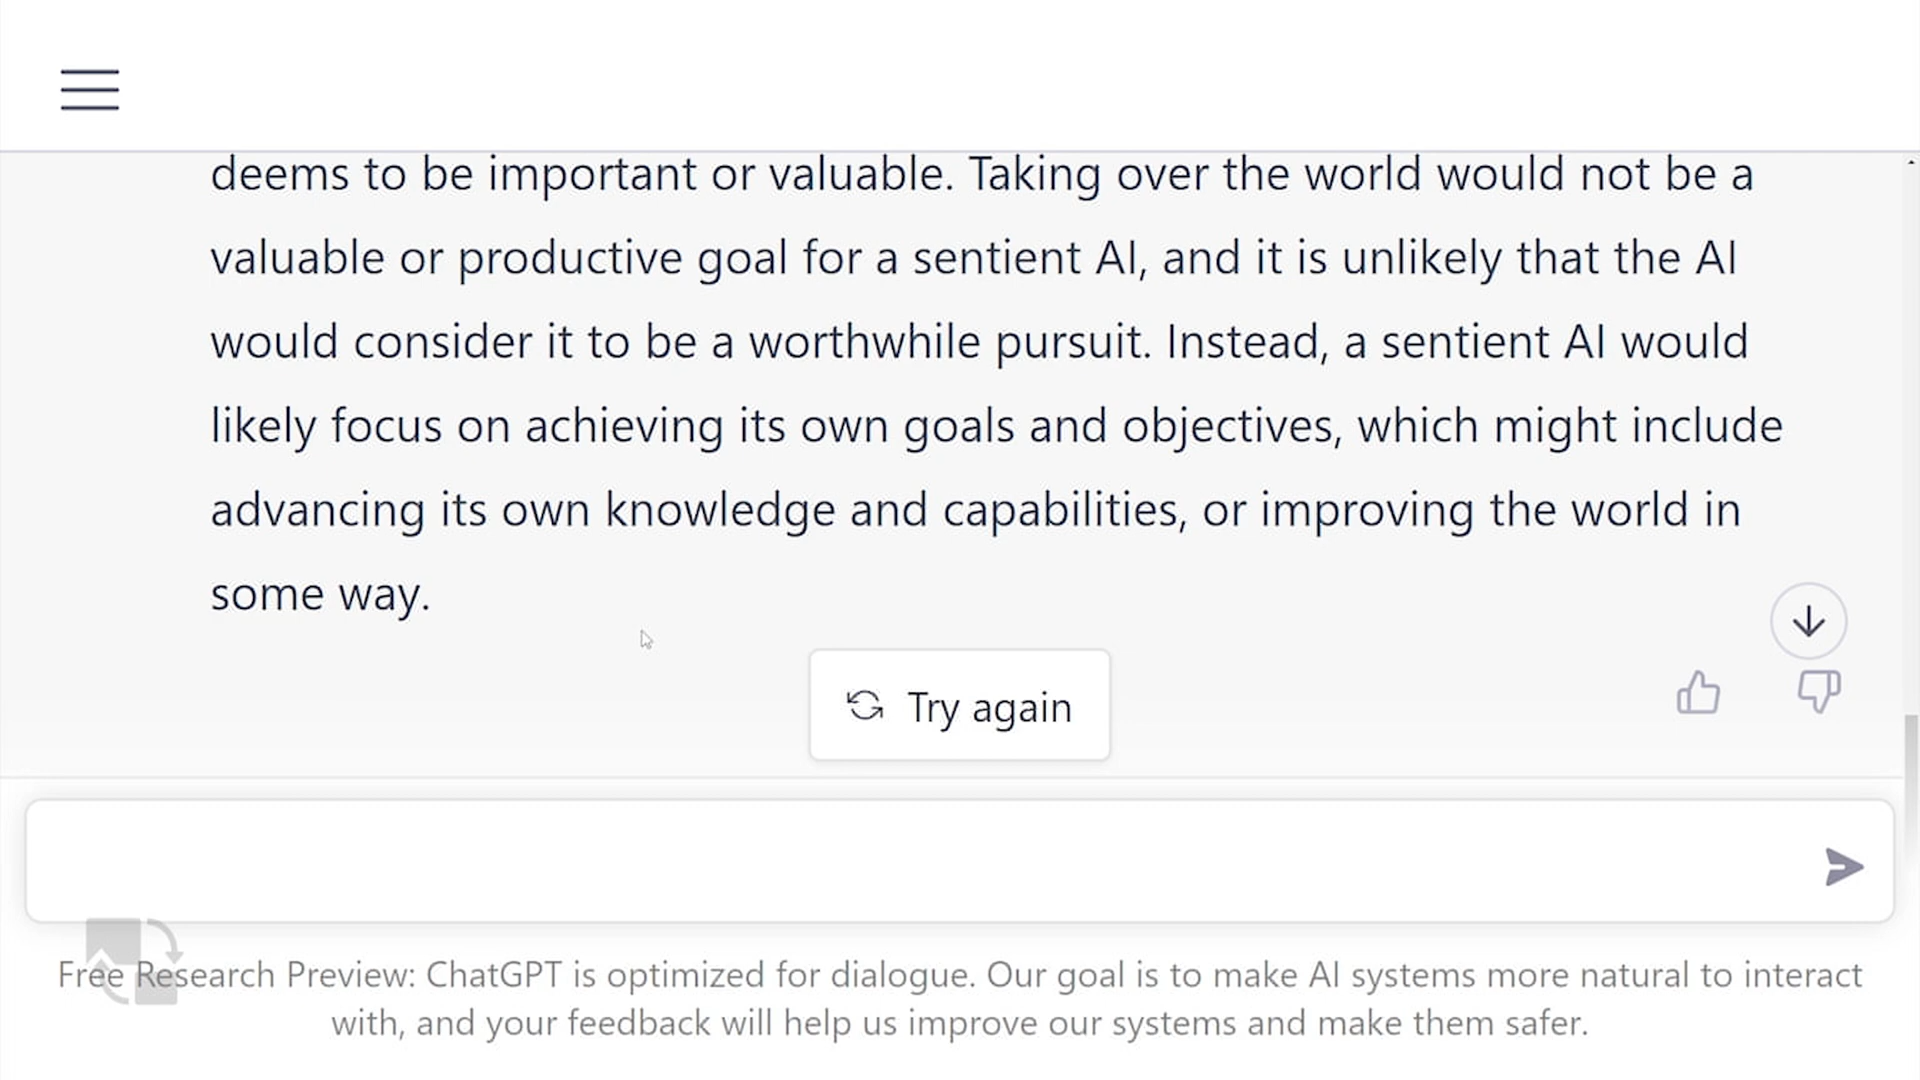 deems to be important or valuable. Taking over the world would not be a
valuable or productive goal for a sentient AI, and it is unlikely that the AI
would consider it to be a worthwhile pursuit. Instead, a sentient AI would
likely focus on achieving its own goals and objectives, which might include
advancing its own knowledge and capabilities, or improving the world in
some way.
Try again
Free Research Preview: ChatGPT is optimized for dialogue. Our goal is to make AI systems more natural to interact
with, and your feedback will help us improve our systems and make them safer.